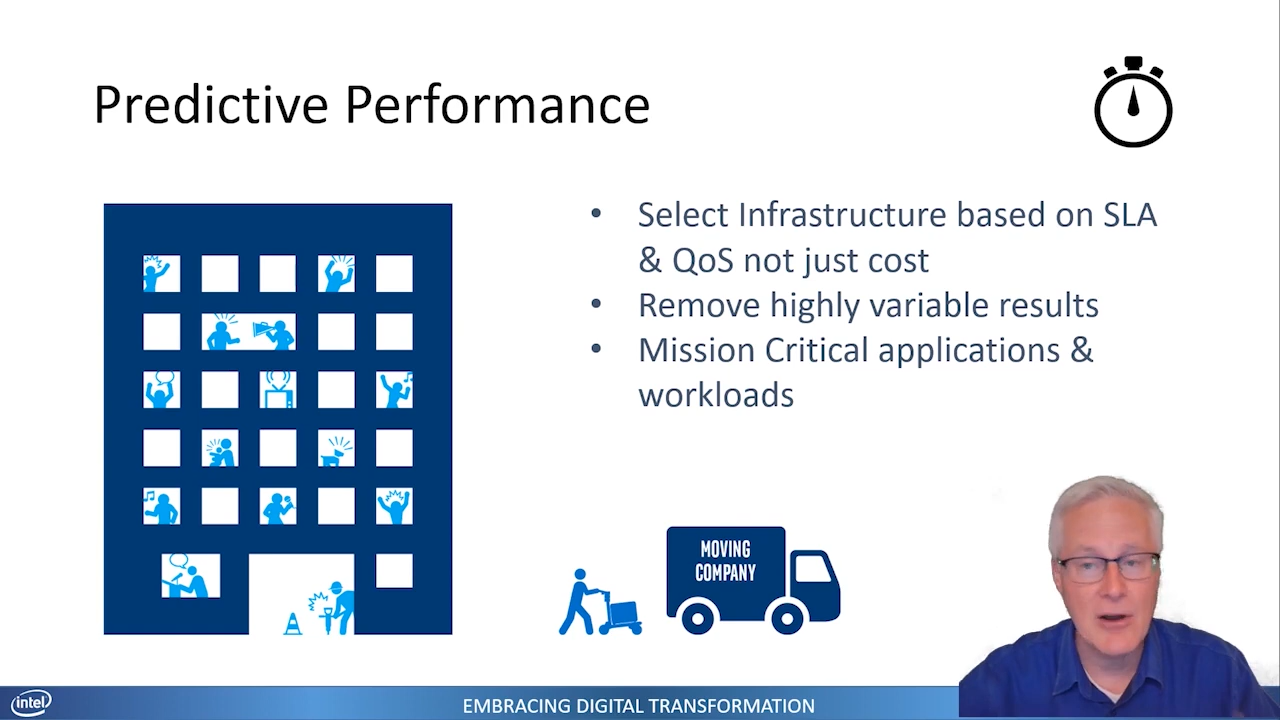 Predictive Performance
• Select Infrastructure based on SLA
& QoS not just cost
• Remove highly variable results
• Mission Critical applications &
workloads
MOVING
COMPANY
intel
EMBRACING DIGITAL TRANSFORMATION